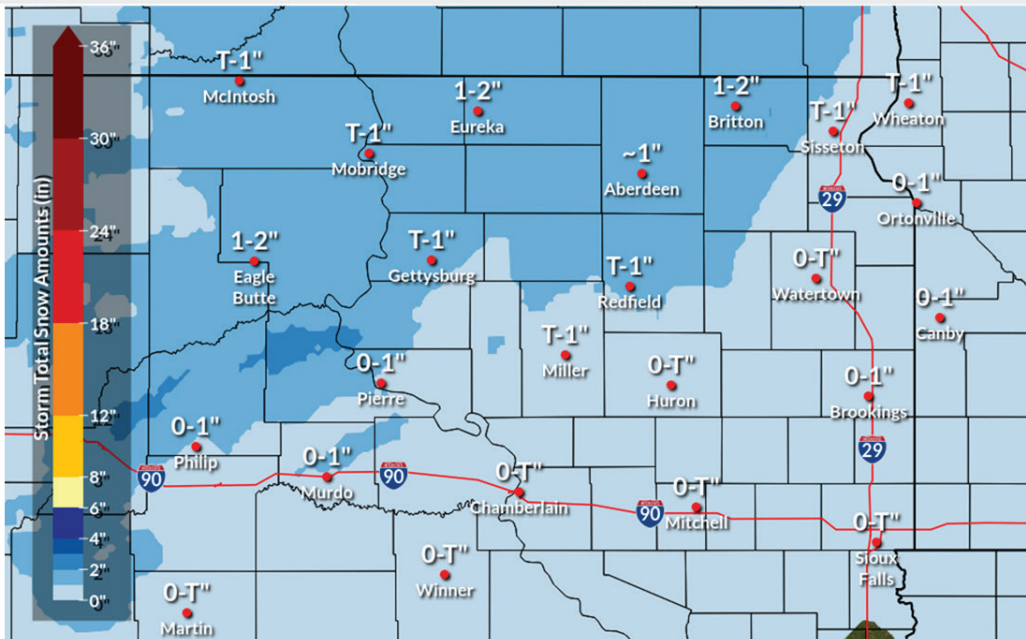 Storm Total Snow Amounts (in)
36"
30"
24"
18"
12"
8"
6"
4"
2"
0"
T-1"
McIntosh
1-2"
Eureka
1-2"
Britton
T-1"
Wheaton
T-1"
Sisseton
T-1"
Mobridge
~1"
Aberdeen
29
0-1"
Ortonville
1-2"
Eagle
Butte
T-1"
Gettysburg
T-1"
Redfield
0-T"
Watertown
0-1"
Canby
T-1"
Miller
0-1"
Pierre
0-T"
Huron
0-1"
Brookings
0-1"
Philip
29
0-1"
Murdo
90
90
0-T"
Chamberlain
90
0-T"
Mitchell
0-T"
Sioux
Falls
0-T"
Winner
0-T"
Martin